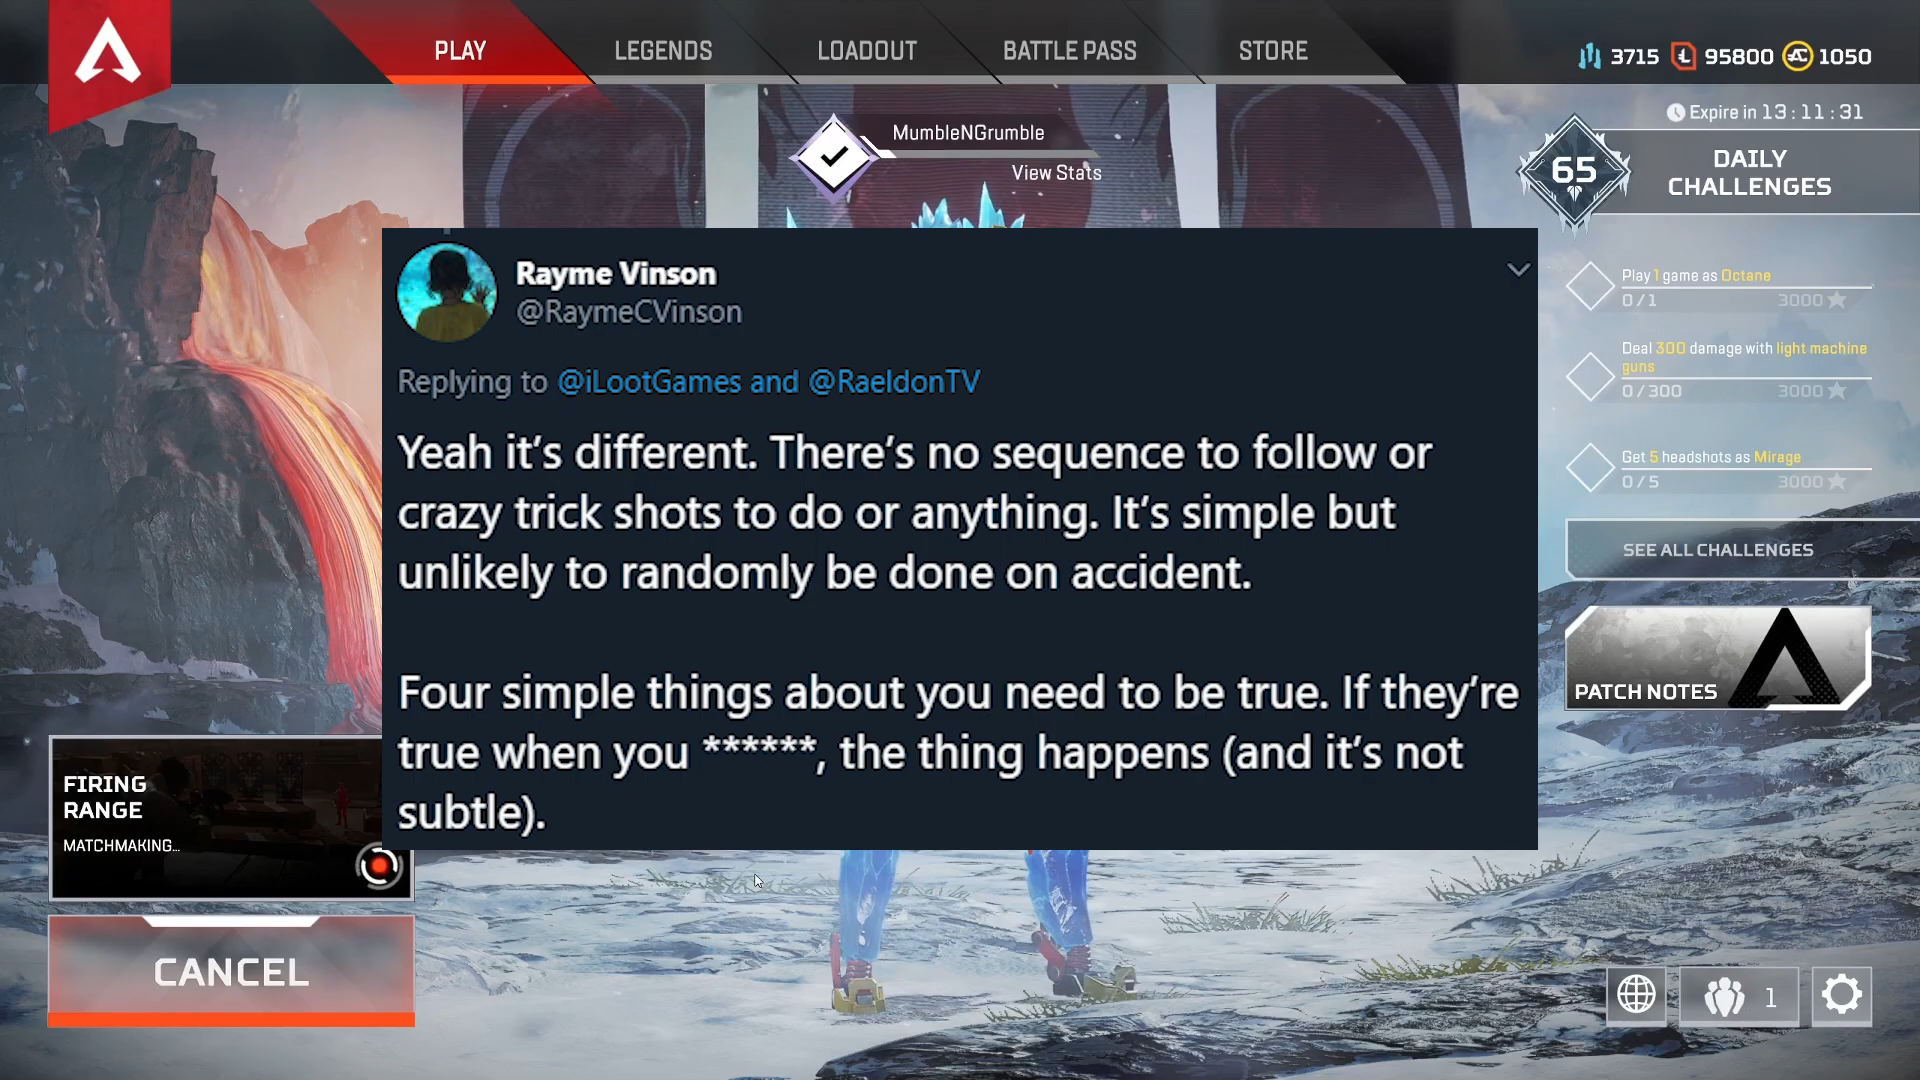 PLAY
LEGENDS
LOADOUT
BATTLE PASS
STORE
3715
95800
1050
MumbleNGrumble
View Stats
Expire in 13:11:31
65
DAILY
CHALLENGES
Play 1 game as Octane
0/1
3000
Deal 300 damage with light machine
guns
0/300
3000
Get 5 headshots as Mirage
0/5
3000
SEE ALL CHALLENGES
PATCH NOTES
Rayme Vinson
@RaymeCVinson
Replying to @iLootGames and @RaeldonTV
Yeah it's different. There's no sequence to follow or
crazy trick shots to do or anything. It's simple but
unlikely to randomly be done on accident.
Four simple things about you need to be true. If they're
true when you ******, the thing happens (and it's not
subtle).
FIRING
RANGE
MATCHMAKING...
CANCEL
1